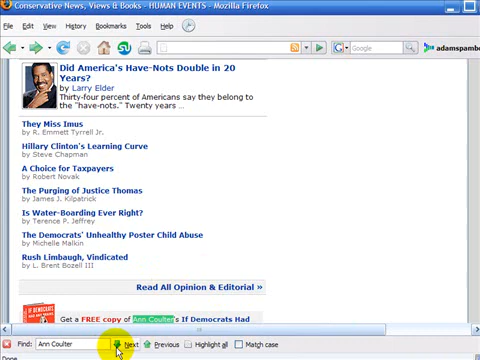 Conservative News, Views & Books - HUMAN EVENTS - Mozilla Firefox
File Edit View History Bookmarks Tools Help
Google
adamspamb
Did America's Have-Nots Double in 20
Years?
by Larry Elder
Thirty-four percent of Americans say they belong to
the "have-nots." Twenty years ...
They Miss Imus
by R. Emmett Tyrrell Jr.
Hillary Clinton's Learning Curve
by Steve Chapman
A Choice for Taxpayers
by Robert Novak
The Purging of Justice Thomas
by James J. Kilpatrick
Is Water-Boarding Ever Right?
by Terence P. Jeffrey
The Democrats' Unhealthy Poster Child Abuse
by Michelle Malkin
Rush Limbaugh, Vindicated
by L. Brent Bozell III
Read All Opinion & Editorial »
Get a FREE copy of Ann Coulter's If Democrats Had
Find: Ann Coulter Next Previous Highlight all Match case
Done